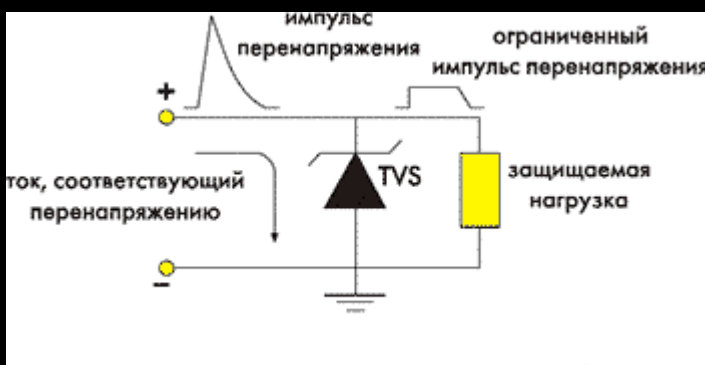 импульс
перенапряжения
ограниченный
импульс перенапряжения
+
ток, соответствующий
перенапряжению
TVS
защищаемая
нагрузка
−